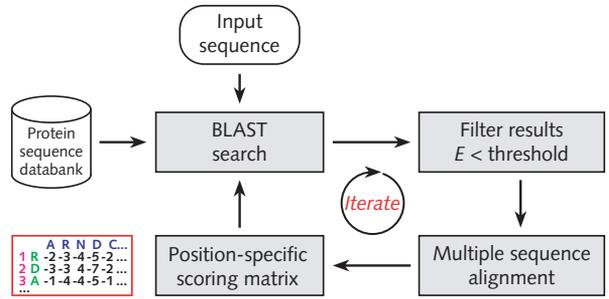 Input
sequence
Protein
sequence
databank
BLAST
search
Filter results
E < threshold
Iterate
Position-specific
scoring matrix
Multiple sequence
alignment
A R N D C...
1 R -2-3-4-5-2...
2 D -3-3 4-7-2...
3 A -1-4-4-5-1...
...